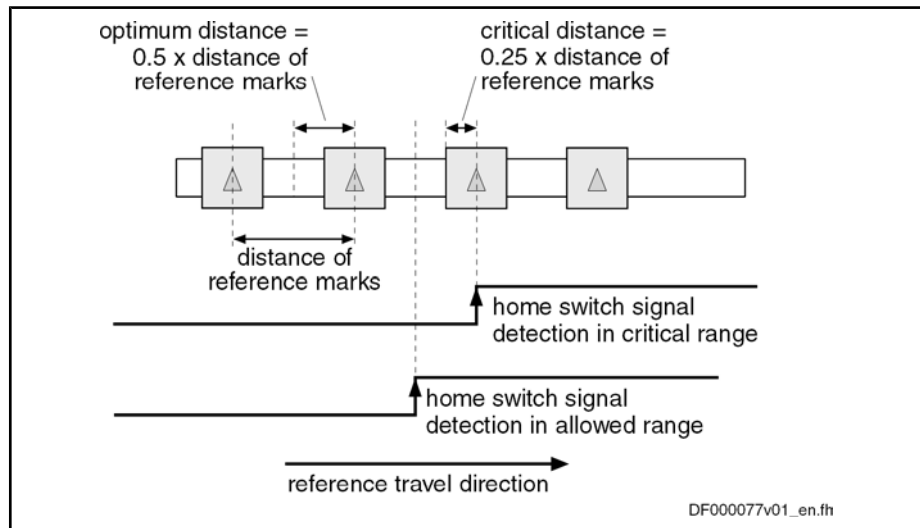 optimum distance =
0.5 x distance of
reference marks
critical distance =
0.25 x distance of
reference marks
distance of
reference marks
home switch signal
detection in critical range
home switch signal
detection in allowed range
reference travel direction
DF000077v01_en.fh